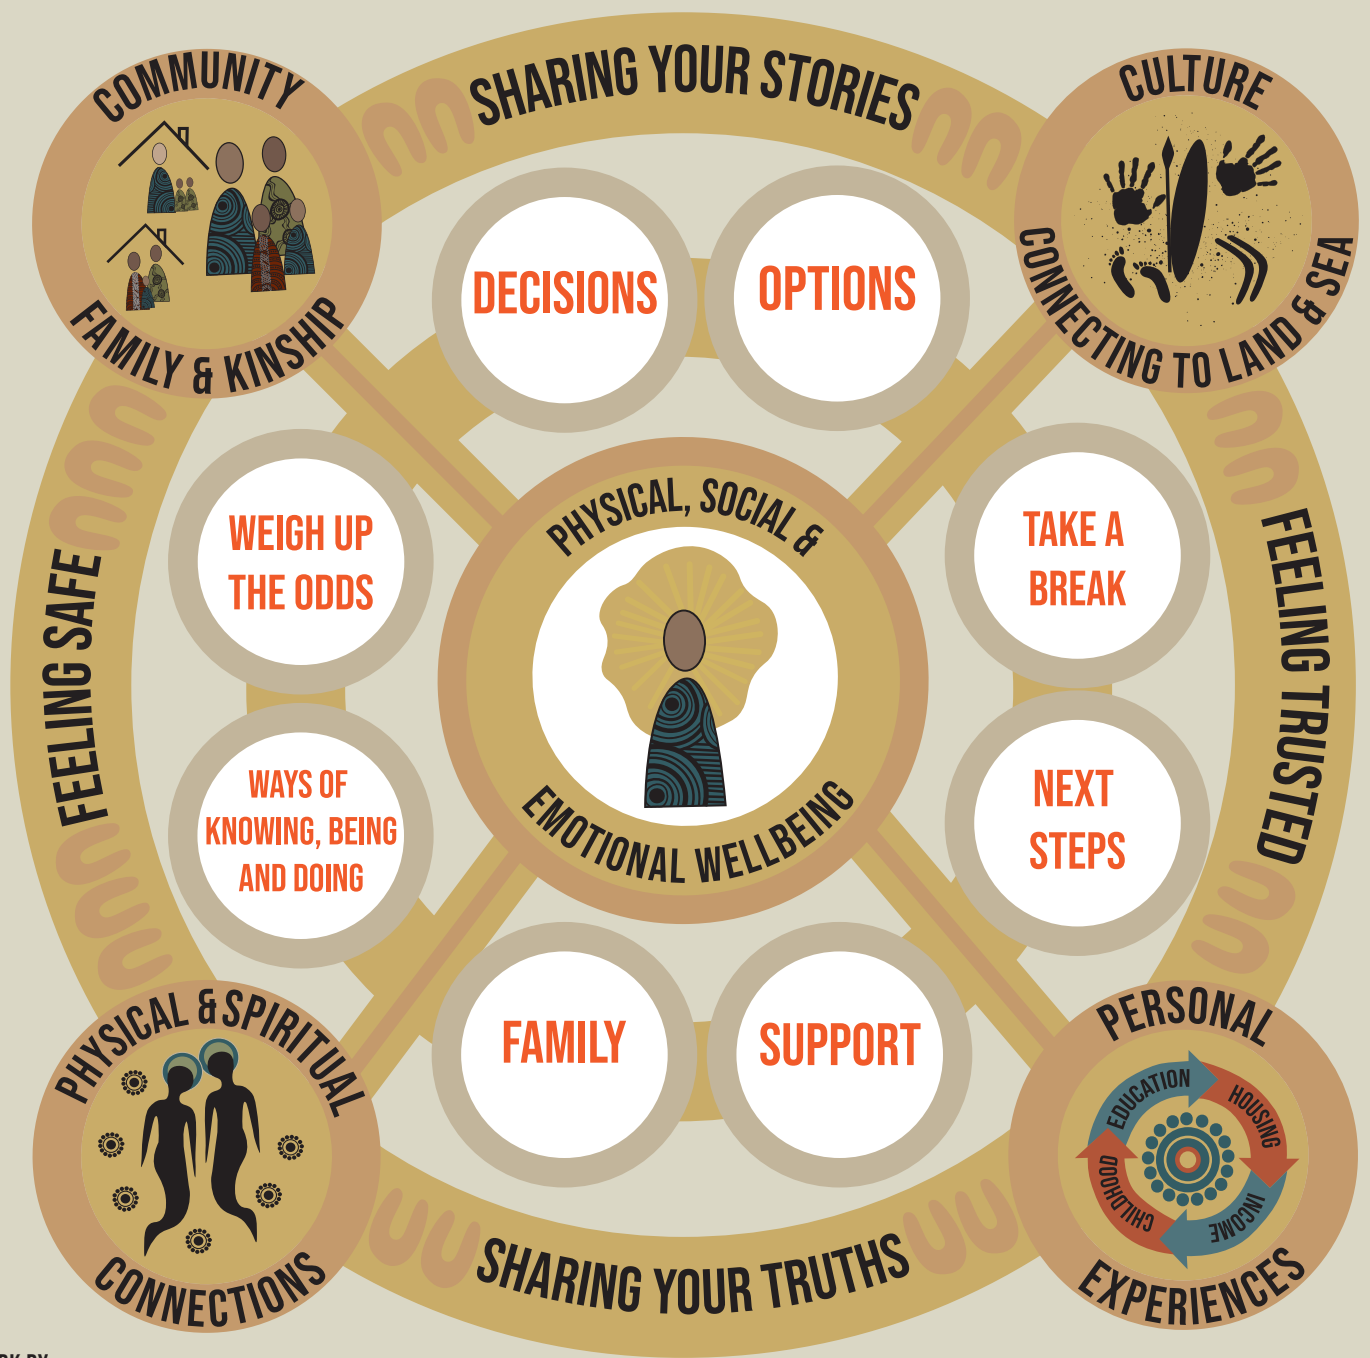 SHARING YOUR STORIES
COMMUNITY
FAMILY & KINSHIP
CULTURE
CONNECTING TO LAND & SEA
DECISIONS
OPTIONS
WEIGH UP
THE ODDS
TAKE A
BREAK
PHYSICAL, SOCIAL &
EMOTIONAL WELLBEING
FEELING SAFE
FEELING TRUSTED
WAYS OF
KNOWING, BEING
AND DOING
NEXT
STEPS
FAMILY
SUPPORT
PHYSICAL & SPIRITUAL
CONNECTIONS
PERSONAL
EDUCATION
HOUSING
INCOME
CHILDHOOD
EXPERIENCES
SHARING YOUR TRUTHS